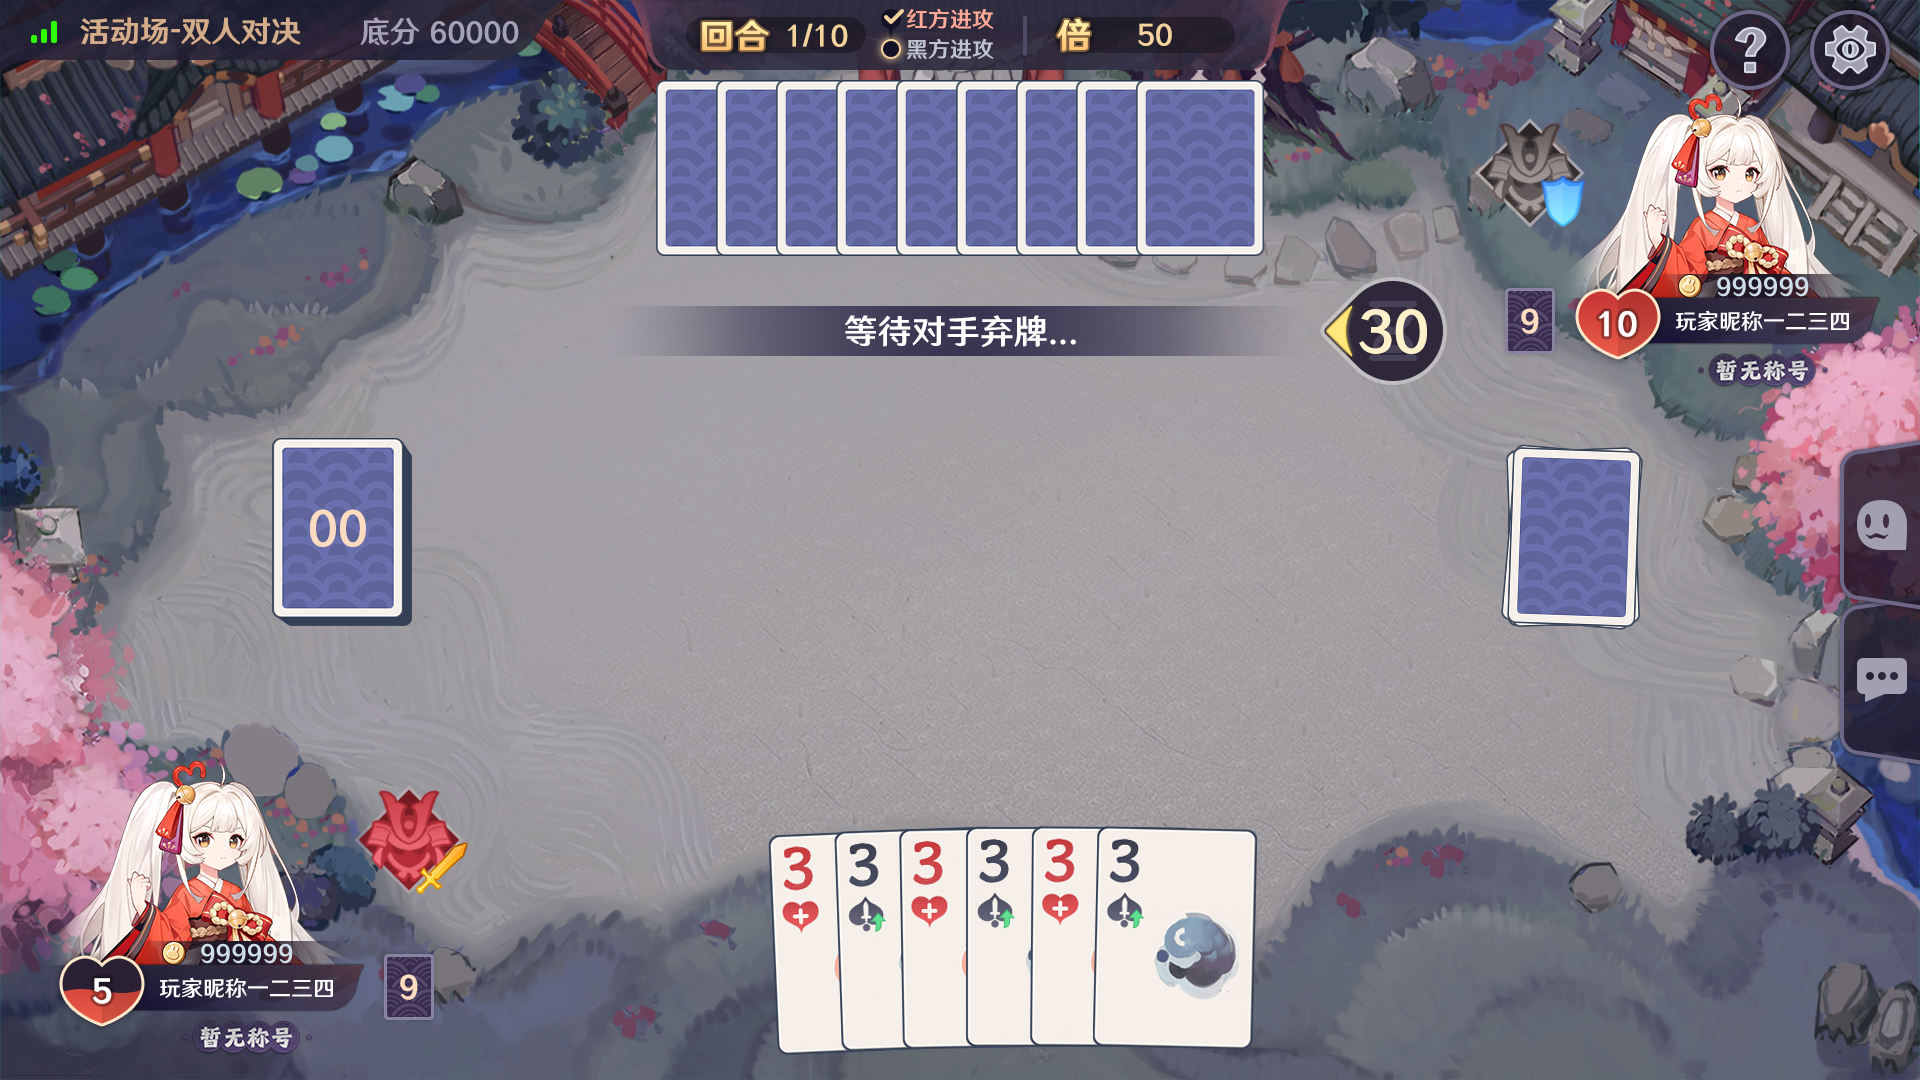 活动场-双人对决
底分 60000
回合 1/10
红方进攻
黑方进攻
倍 50
?
等待对手弃牌...
30
9
999999
10
玩家昵称一二三四
暂无称号
00
999999
5
玩家昵称一二三四
9
暂无称号
3
3
3
3
3
3